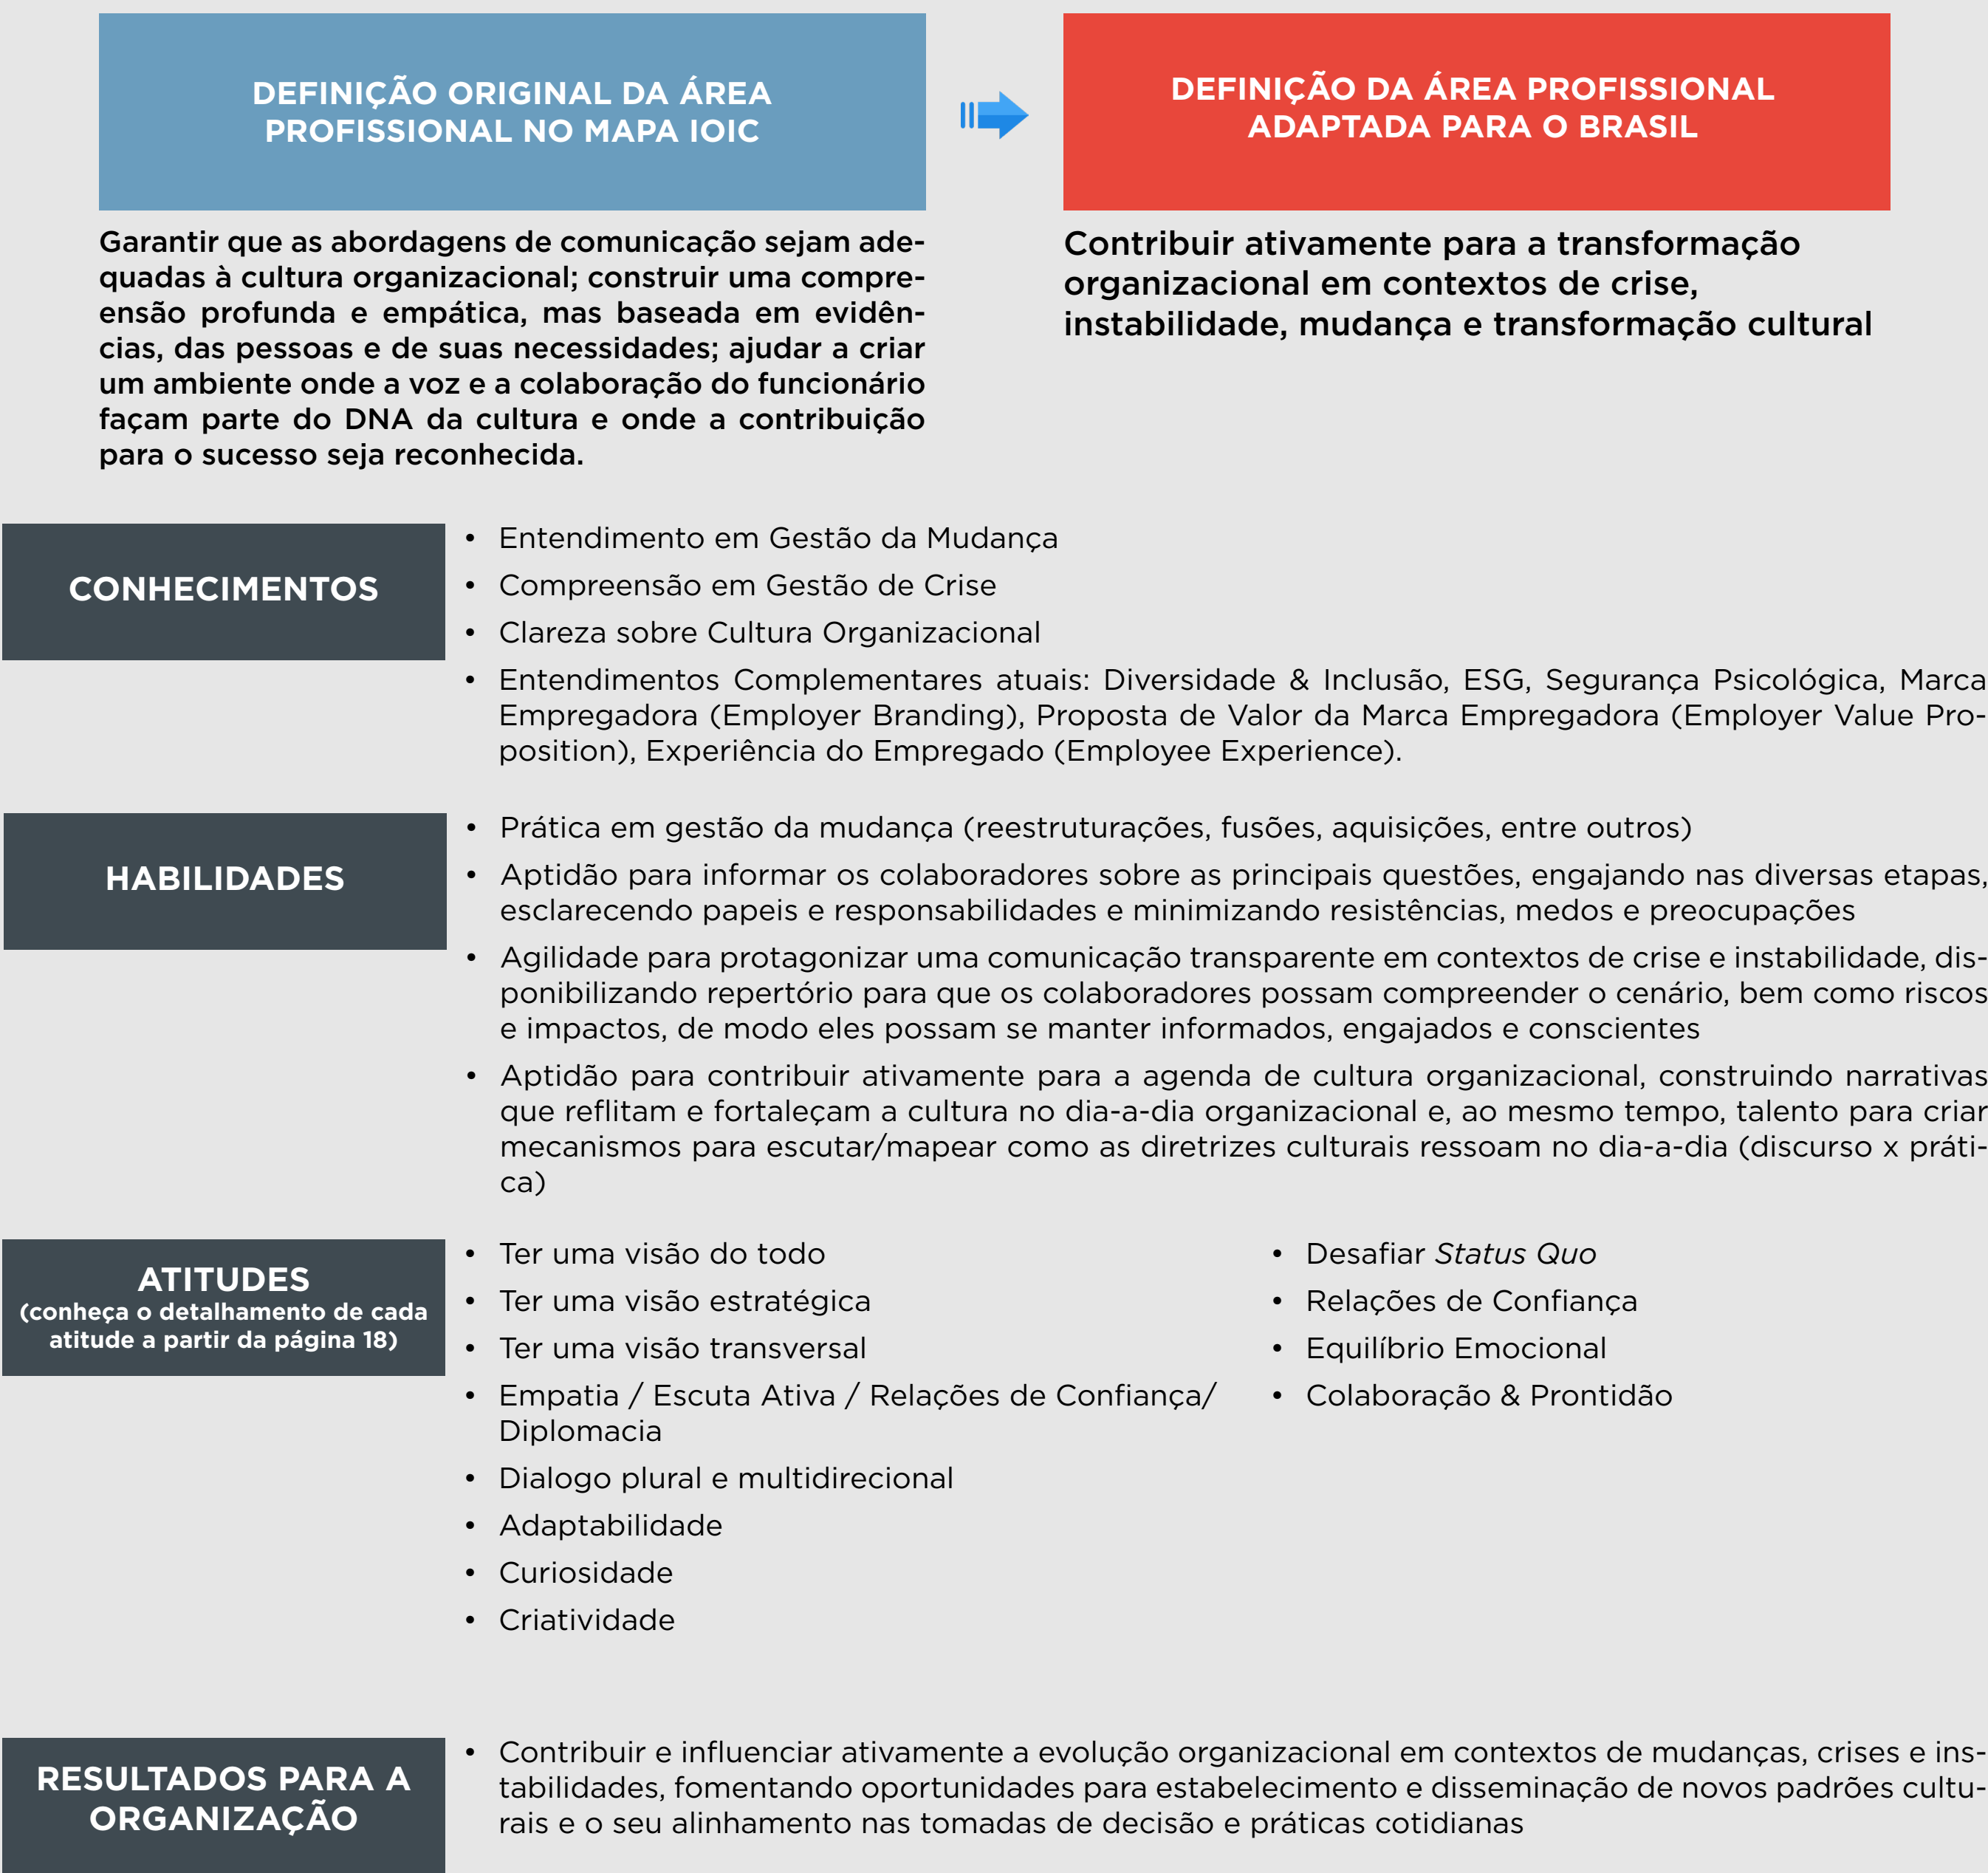 DEFINIÇÃO ORIGINAL DA ÁREA
PROFISSIONAL NO MAPA IOIC
DEFINIÇÃO DA ÁREA PROFISSIONAL
ADAPTADA PARA O BRASIL
Garantir que as abordagens de comunicação sejam ade-
quadas à cultura organizacional; construir uma compre-
ensão profunda e empática, mas baseada em evidên-
cias, das pessoas e de suas necessidades; ajudar a criar
um ambiente onde a voz e a colaboração do funcionário
façam parte do DNA da cultura e onde a contribuição
para o sucesso seja reconhecida.
Contribuir ativamente para a transformação
organizacional em contextos de crise,
instabilidade, mudança e transformação cultural
CONHECIMENTOS
• Entendimento em Gestão da Mudança
• Compreensão em Gestão de Crise
• Clareza sobre Cultura Organizacional
• Entendimentos Complementares atuais: Diversidade & Inclusão, ESG, Segurança Psicológica, Marca
Empregadora (Employer Branding), Proposta de Valor da Marca Empregadora (Employer Value Pro-
position), Experiência do Empregado (Employee Experience).
HABILIDADES
• Prática em gestão da mudança (reestruturações, fusões, aquisições, entre outros)
• Aptidão para informar os colaboradores sobre as principais questões, engajando nas diversas etapas,
esclarecendo papeis e responsabilidades e minimizando resistências, medos e preocupações
• Agilidade para protagonizar uma comunicação transparente em contextos de crise e instabilidade, dis-
ponibilizando repertório para que os colaboradores possam compreender o cenário, bem como riscos
e impactos, de modo eles possam se manter informados, engajados e conscientes
• Aptidão para contribuir ativamente para a agenda de cultura organizacional, construindo narrativas
que reflitam e fortaleçam a cultura no dia-a-dia organizacional e, ao mesmo tempo, talento para criar
mecanismos para escutar/mapear como as diretrizes culturais ressoam no dia-a-dia (discurso x práti-
ca)
ATITUDES
(conheça o detalhamento de cada
atitude a partir da página 18)
• Ter uma visão do todo
• Ter uma visão estratégica
• Ter uma visão transversal
• Empatia / Escuta Ativa / Relações de Confiança/
Diplomacia
• Dialogo plural e multidirecional
• Adaptabilidade
• Curiosidade
• Criatividade
• Desafiar Status Quo
• Relações de Confiança
• Equilíbrio Emocional
• Colaboração & Prontidão
RESULTADOS PARA A
ORGANIZAÇÃO
• Contribuir e influenciar ativamente a evolução organizacional em contextos de mudanças, crises e ins-
tabilidades, fomentando oportunidades para estabelecimento e disseminação de novos padrões cultu-
rais e o seu alinhamento nas tomadas de decisão e práticas cotidianas